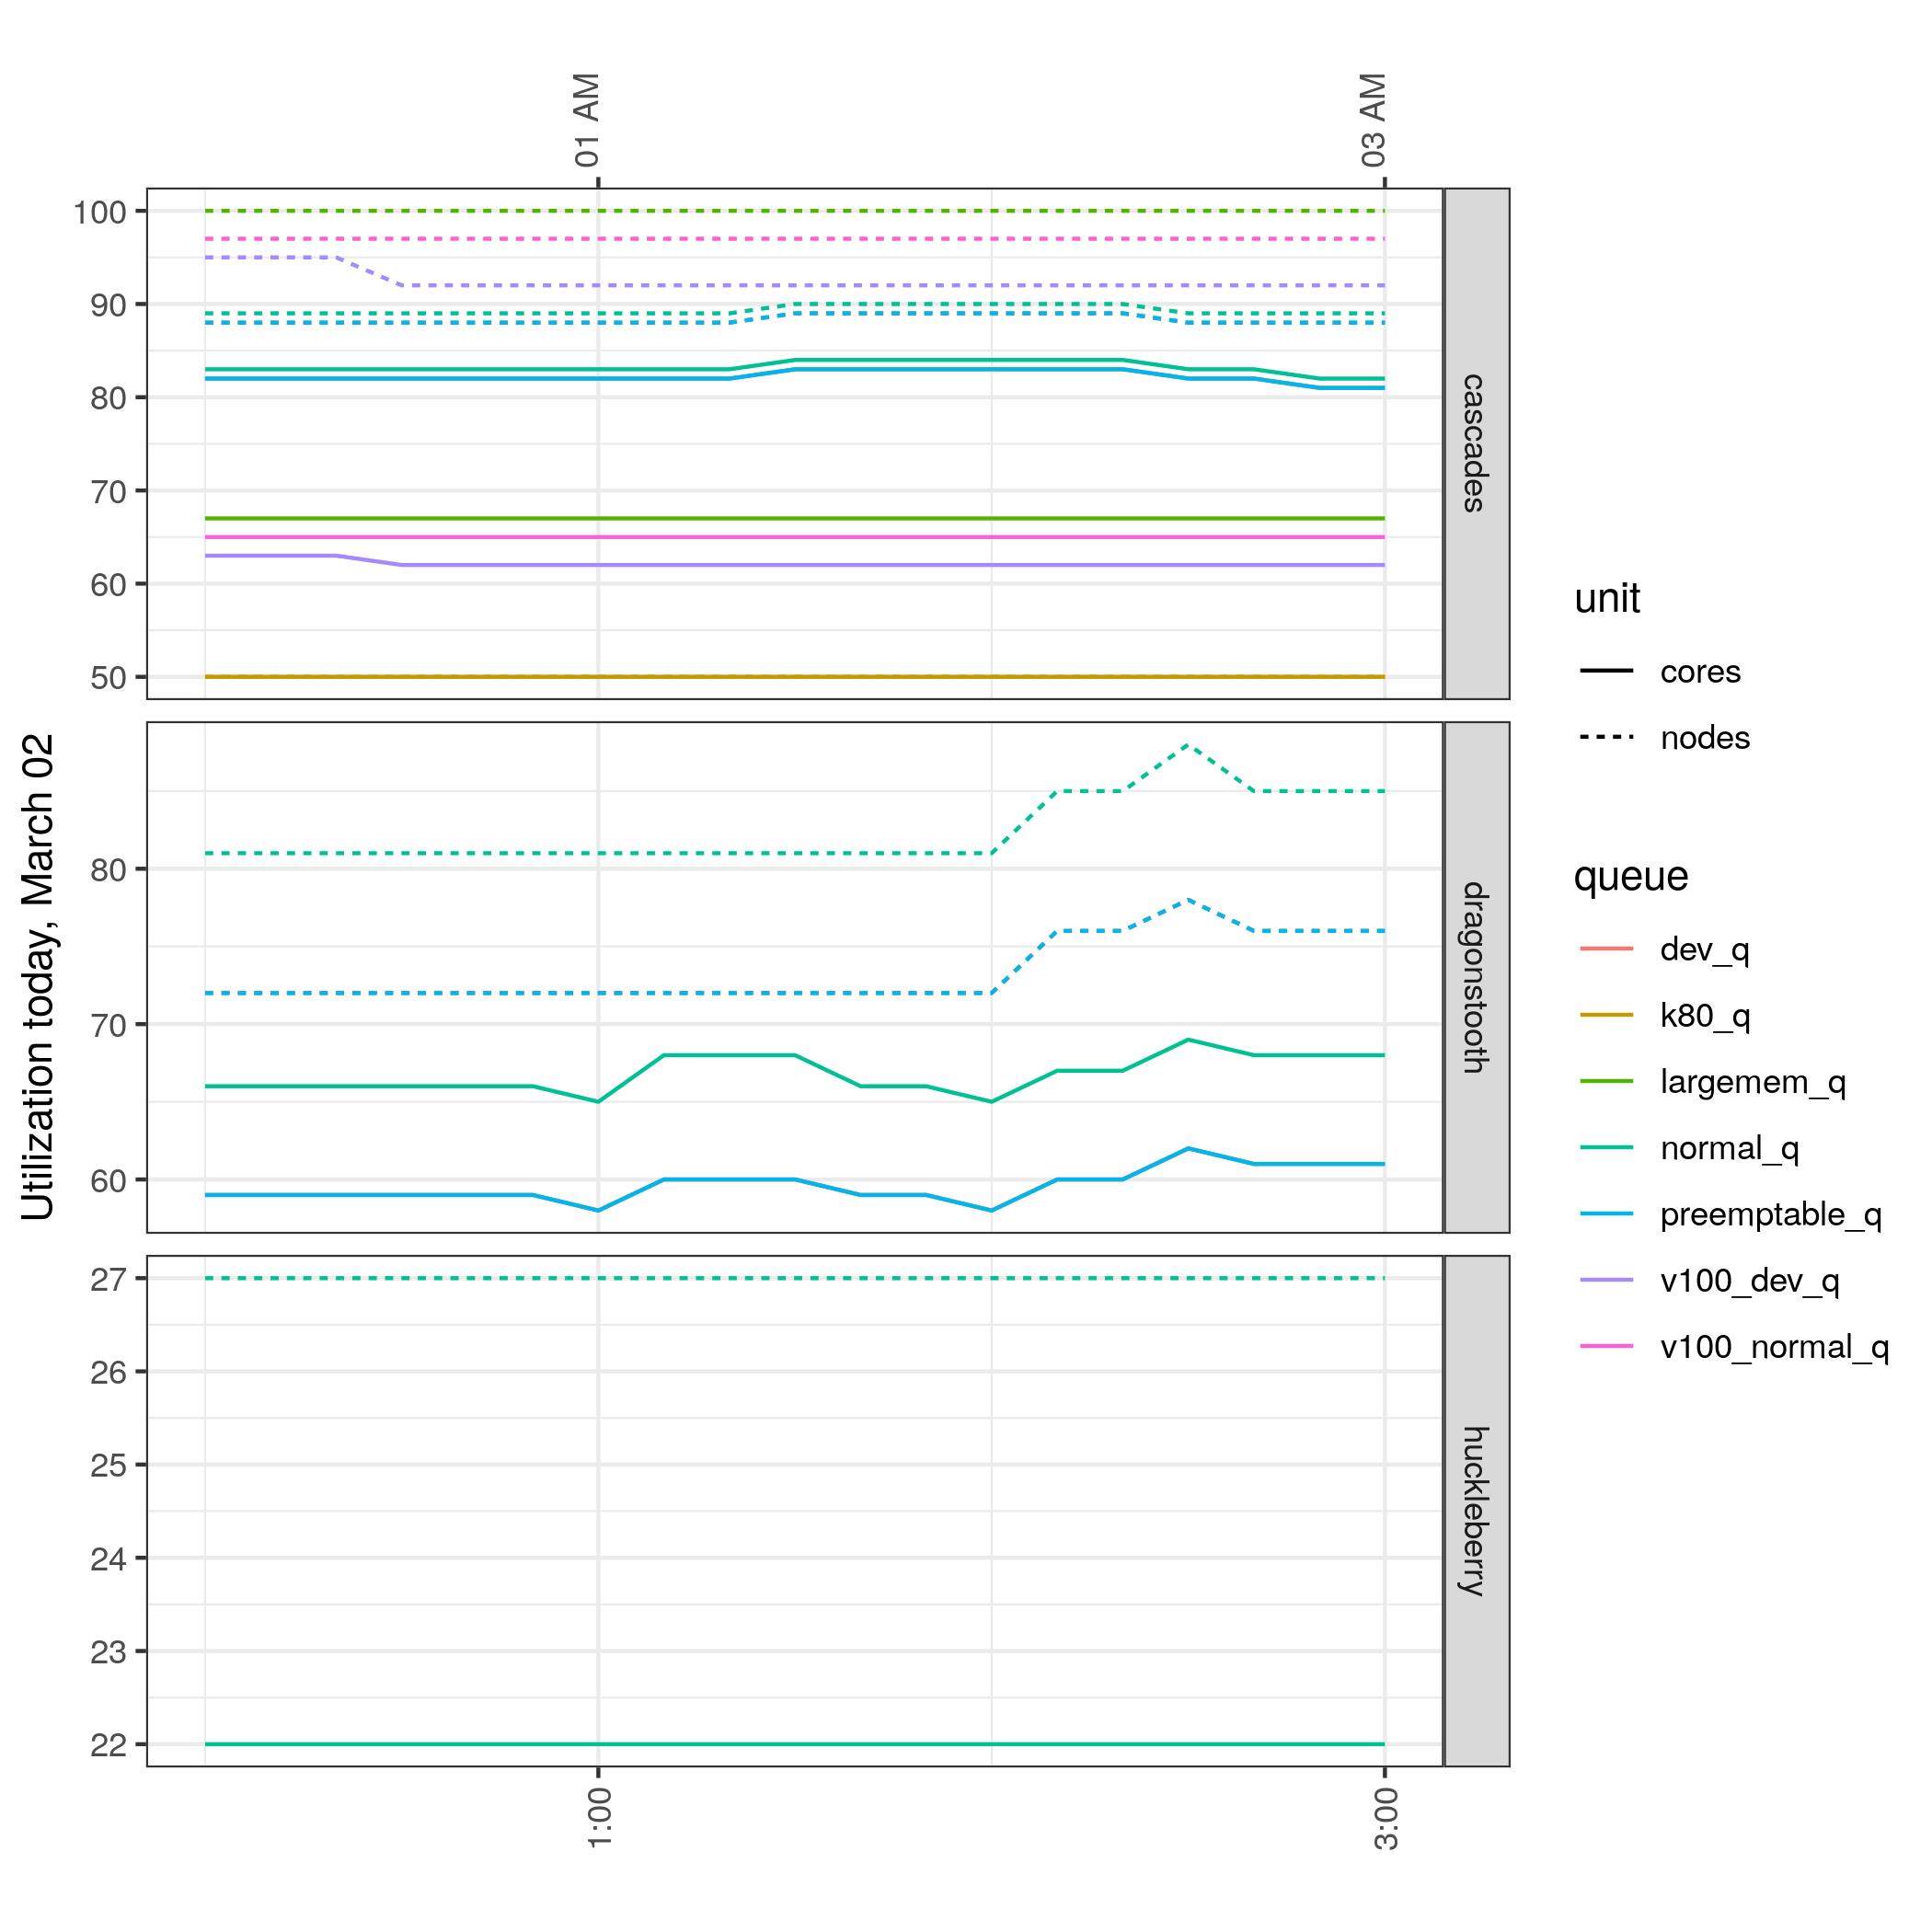 01 AM
03 AM
100
90
80
70
60
50
cascades
Utilization today, March 02
80
70
60
dragonstooth
27
26
25
24
23
22
huckleberry
1:00
3:00
unit
cores
nodes
queue
dev_q
k80_q
largemem_q
normal_q
preemptable_q
v100_dev_q
v100_normal_q